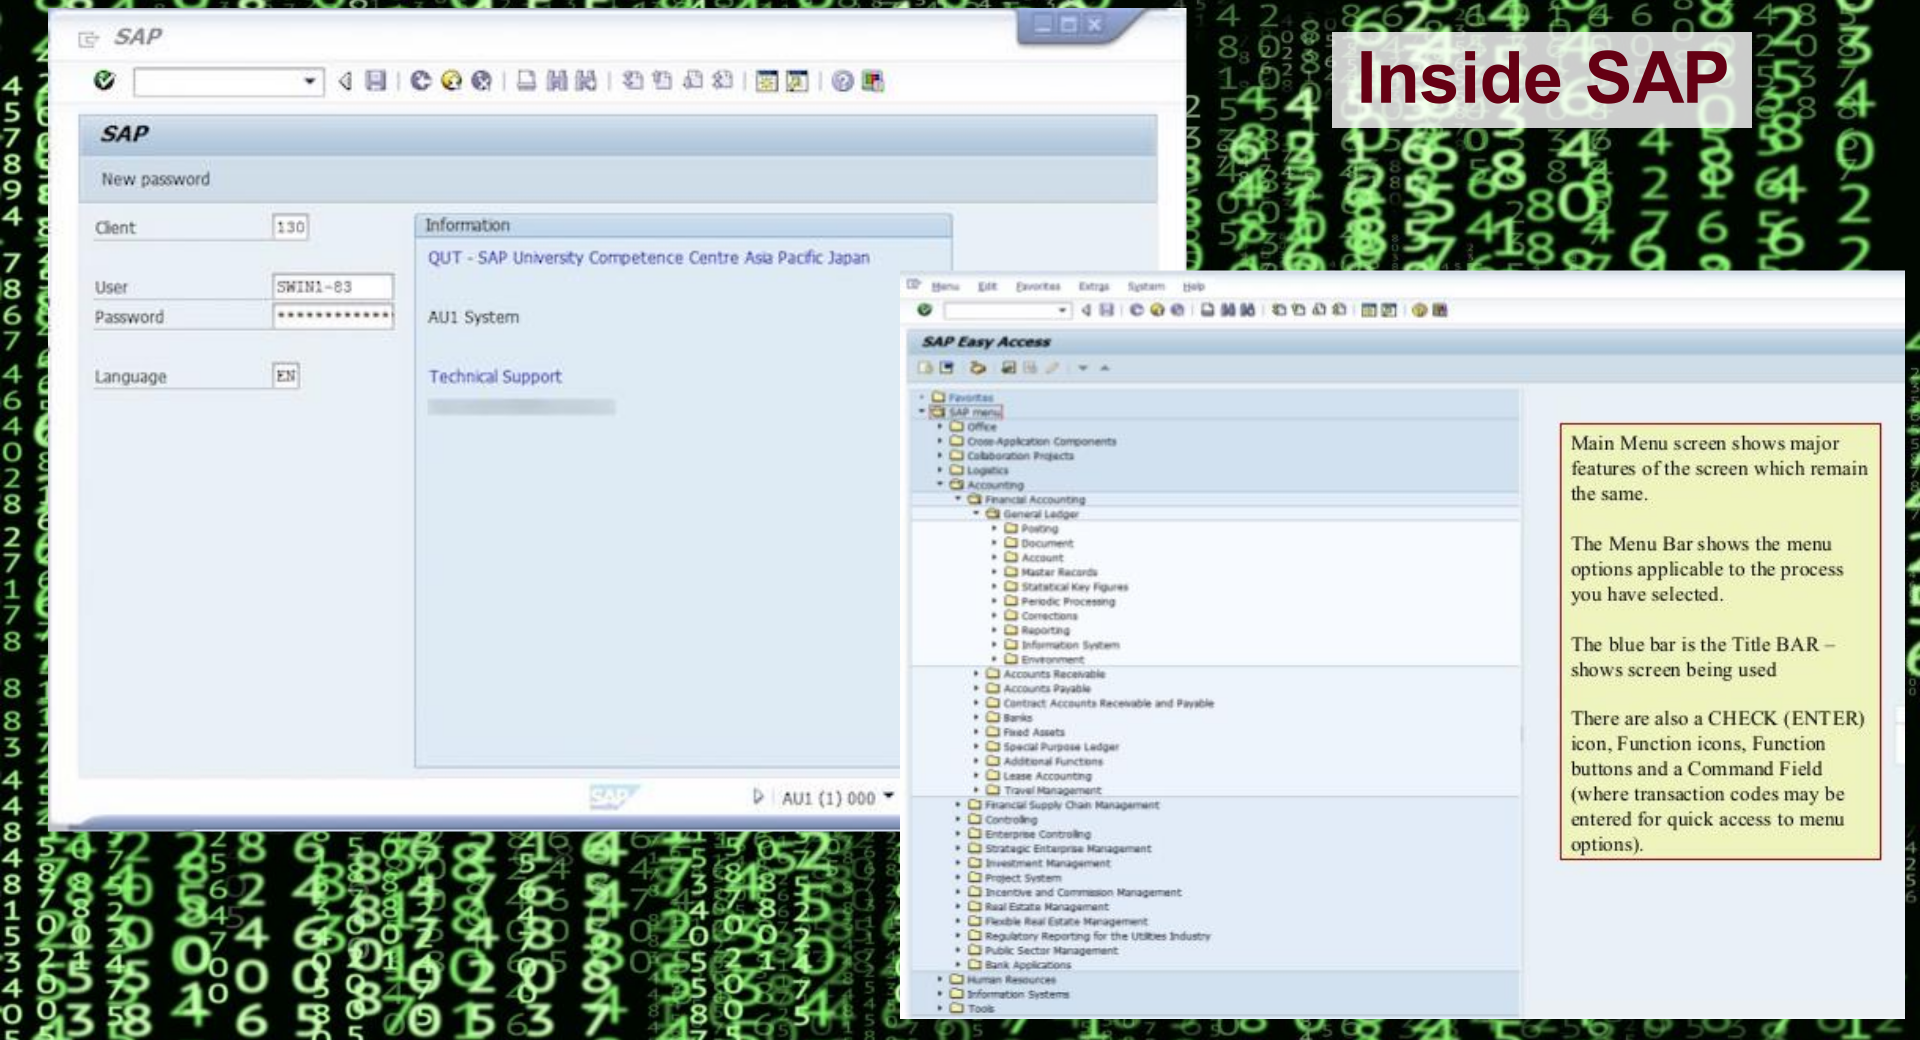 Inside SAP
SAP
SAP
New password
Client 130
User SWIN1-83
Password ************
Language EN
Information
QUT - SAP University Competence Centre Asia Pacific Japan
AU1 System
Technical Support
SAP
AU1 (1) 000
Menu Edit Favorites Extras System Help
SAP Easy Access
Favorites
SAP menu
Office
Cross-Application Components
Collaboration Projects
Logistics
Accounting
Financial Accounting
General Ledger
Posting
Document
Account
Master Records
Statistical Key Figures
Periodic Processing
Corrections
Reporting
Information System
Environment
Accounts Receivable
Accounts Payable
Contract Accounts Receivable and Payable
Banks
Fixed Assets
Special Purpose Ledger
Additional Functions
Lease Accounting
Travel Management
Financial Supply Chain Management
Controlling
Enterprise Controlling
Strategic Enterprise Management
Investment Management
Project System
Incentive and Commission Management
Real Estate Management
Flexible Real Estate Management
Regulatory Reporting for the Utilities Industry
Public Sector Management
Bank Applications
Human Resources
Information Systems
Tools
Main Menu screen shows major
features of the screen which remain
the same.
The Menu Bar shows the menu
options applicable to the process
you have selected.
The blue bar is the Title BAR –
shows screen being used
There are also a CHECK (ENTER)
icon, Function icons, Function
buttons and a Command Field
(where transaction codes may be
entered for quick access to menu
options).